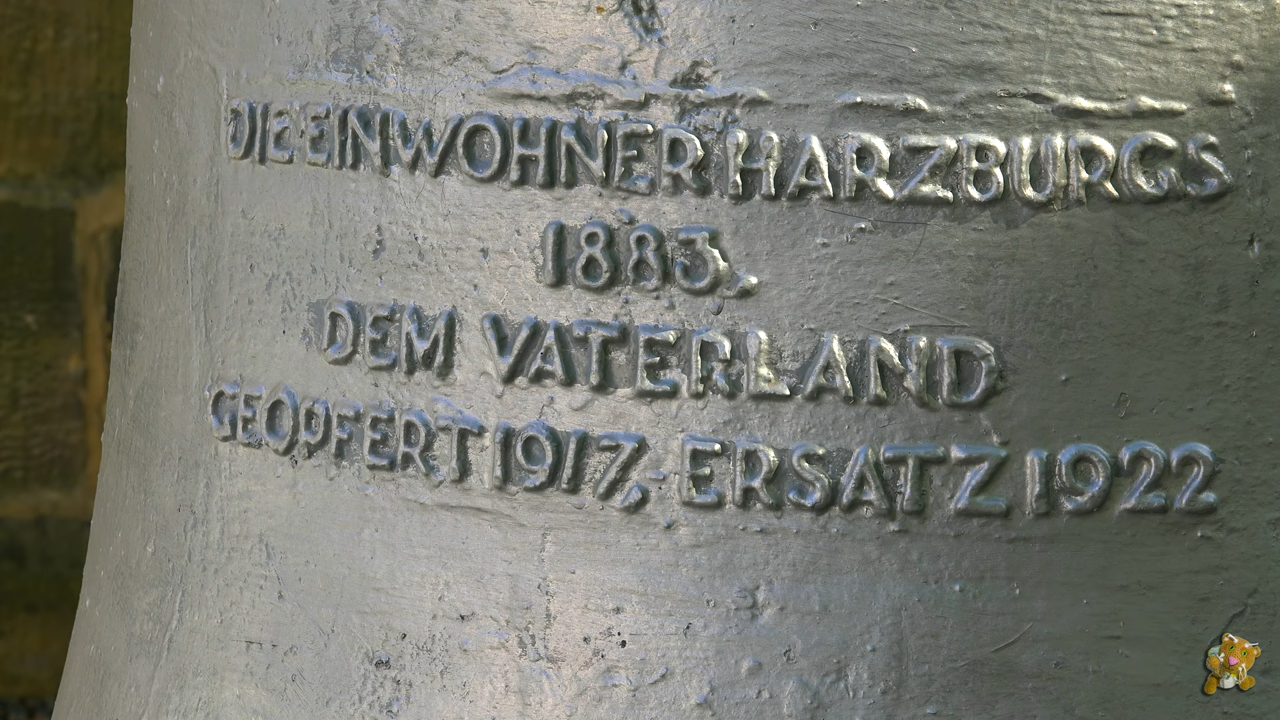 DIE EINWOHNER HARZBURGS
1883,
DEM VATERLAND
GEOPFERT 1917,- ERSATZ 1922